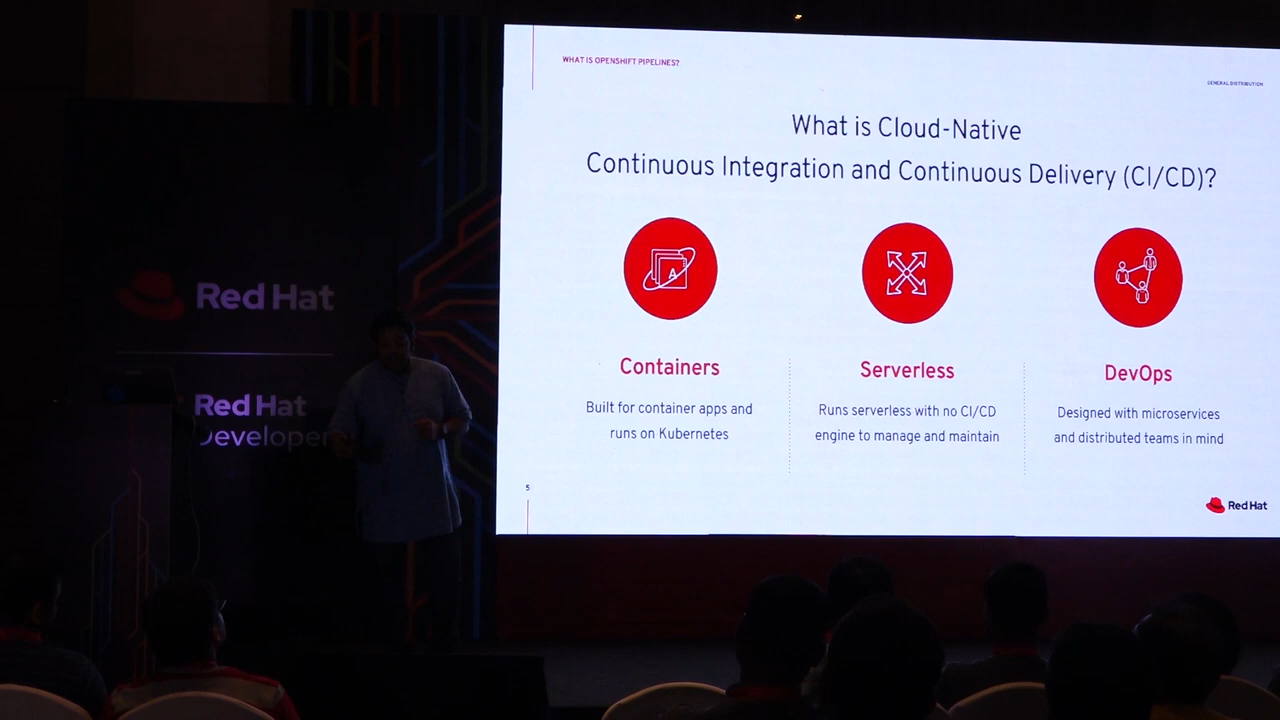 WHAT IS OPENSHIFT PIPELINES?
GENERAL DISTRIBUTION
What is Cloud-Native
Continuous Integration and Continuous Delivery (CI/CD)?
A
Containers
Built for container apps and
runs on Kubernetes
Serverless
Runs serverless with no CI/CD
engine to manage and maintain
DevOps
Designed with microservices
and distributed teams in mind
5
Red Hat
Red Hat
Red Hat
Developer